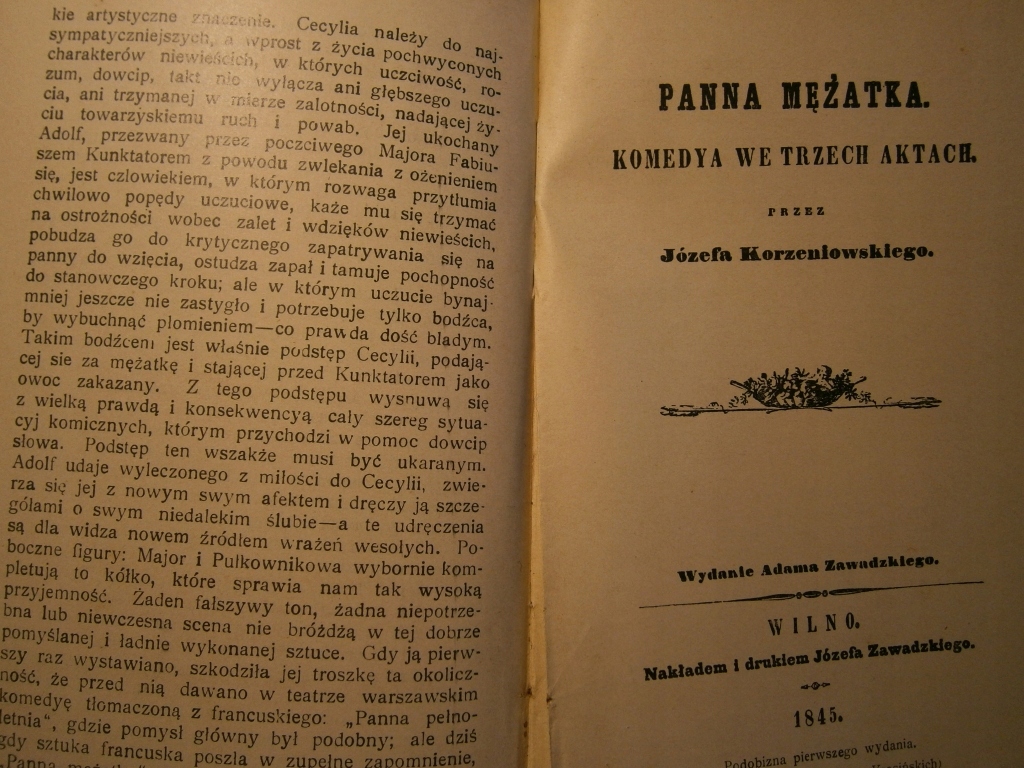 kie artystyczne znaczenie. Cecylia należy do naj-
sympatyczniejszych, a wprost z życia pochwyconych
charakterów niewieścich, w których uczciwość, ro-
zum, dowcip, takt nie wyłącza ani głębszego uczu-
cia, ani trzymanej w mierze zalotności, nadającej ży-
ciu towarzyskiemu ruch i powab. Jej ukochany
Adolf, przezwany przez poczciwego Majora Fabiu-
szem Kunktatorem z powodu zwlekania z ożenieniem
się, jest człowiekiem, w którym rozwaga przytłumia
chwilowo popędy uczuciowe, każe mu się trzymać
na ostrożności wobec zalet i wdzięków niewieścich,
pobudza go do krytycznego zapatrywania się na
panny do wzięcia, ostudza zapał i tamuje pochopność
do stanowczego kroku; ale w którym uczucie bynaj-
mniej jeszcze nie zastygło i potrzebuje tylko bodźca,
by wybuchnąć płomieniem—co prawda dość bladym.
Takim bodźcem jest właśnie podstęp Cecylii, podają-
cej sie za mężatkę i stającej przed Kunktatorem jako
owoc zakazany. Z tego podstępu wysnuwą się
z wielką prawdą i konsekwencyą cały szereg sytua-
cyj komicznych, którym przychodzi w pomoc dowcip
słowa. Podstęp ten wszakże musi być ukaranym.
Adolf udaje wyleczonego z miłości do Cecylii, zwie-
rza się jej z nowym swym afektem i dręczy ją szcze-
gółami o swym niedalekim ślubie—a te udręczenia
są dla widza nowem źródłem wrażeń wesołych. Po-
boczne figury: Major i Pułkownikowa wybornie kom-
pletują to kółko, które sprawia nam tak wysoką
przyjemność. Żaden fałszywy ton, żadna niepotrze-
bna lub niewczesna scena nie bróżdżą w tej dobrze
pomyślanej i ładnie wykonanej sztuce. Gdy ją pierw-
szy raz wystawiano, szkodziła jej troszkę ta okolicz-
ność, że przed nią dawano w teatrze warszawskim
komedyę tłomaczoną z francuskiego: „Panna pełno-
letnia“, gdzie pomysł główny był podobny; ale dziś
gdy sztuka francuska poszła w zupełne zapomnienie,
„Panna
PANNA MĘŻATKA.
KOMEDYA WE TRZECH AKTACH.
PRZEZ
Józefa Korzeniowskiego.
Wydanie Adama Zawadzkiego.
WILNO.
Nakładem i drukiem Józefa Zawadzkiego.
1845.
Podobizna pierwszego wydania.